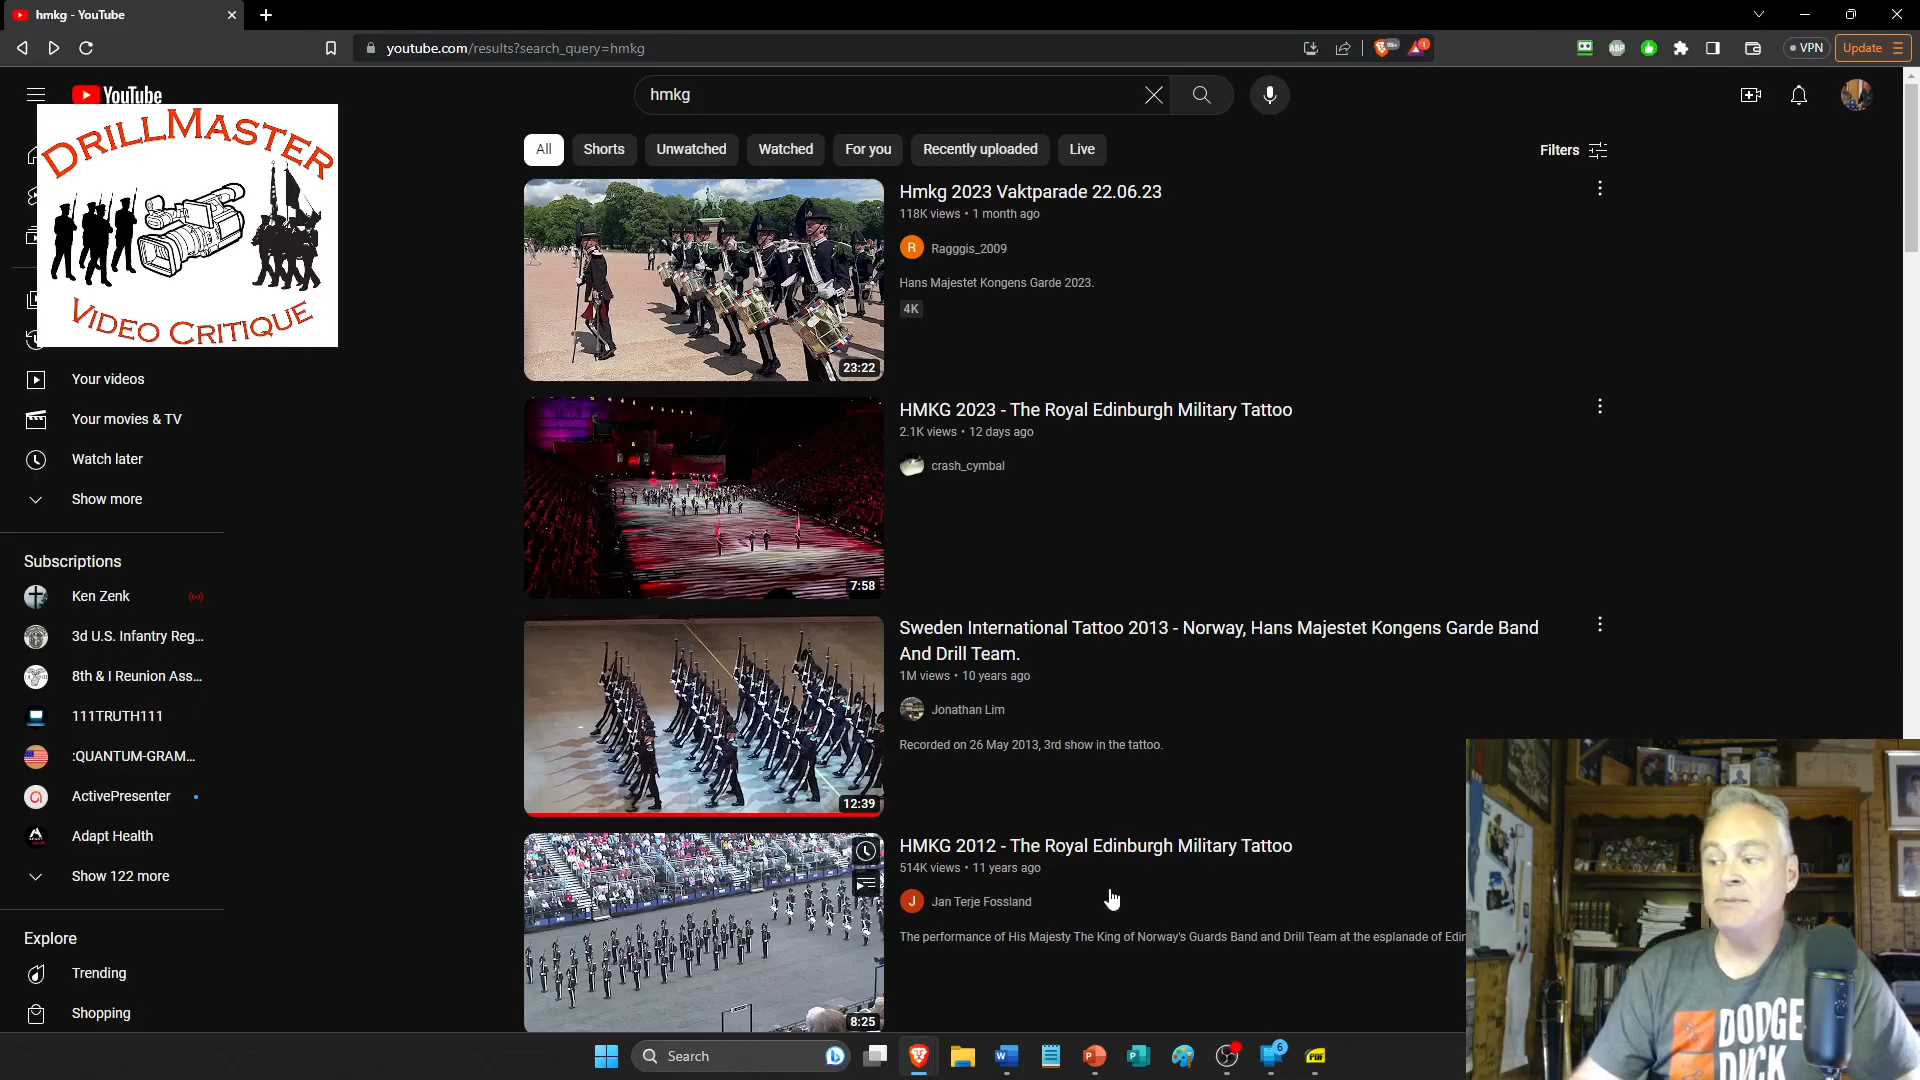 hmkg - YouTube
youtube.com/results?search_query=hmkg
99+
1
ABP
VPN
Update
YouTube
hmkg
DRILLMASTER
VIDEO CRITIQUE
All
Shorts
Unwatched
Watched
For you
Recently uploaded
Live
Filters
Hmkg 2023 Vaktparade 22.06.23
118K views • 1 month ago
R
Ragggis_2009
Hans Majestet Kongens Garde 2023.
4K
23:22
HMKG 2023 - The Royal Edinburgh Military Tattoo
2.1K views • 12 days ago
crash_cymbal
7:58
Sweden International Tattoo 2013 - Norway, Hans Majestet Kongens Garde Band
And Drill Team.
1M views • 10 years ago
Jonathan Lim
Recorded on 26 May 2013, 3rd show in the tattoo.
12:39
HMKG 2012 - The Royal Edinburgh Military Tattoo
514K views • 11 years ago
J
Jan Terje Fossland
The performance of His Majesty The King of Norway's Guards Band and Drill Team at the esplanade of Edin
8:25
Your videos
Your movies & TV
Watch later
Show more
Subscriptions
Ken Zenk
3d U.S. Infantry Reg...
8th & I Reunion Ass...
111TRUTH111
:QUANTUM-GRAM...
ActivePresenter
Adapt Health
Show 122 more
Explore
Trending
Shopping
DODGE
DUCK
Search
6